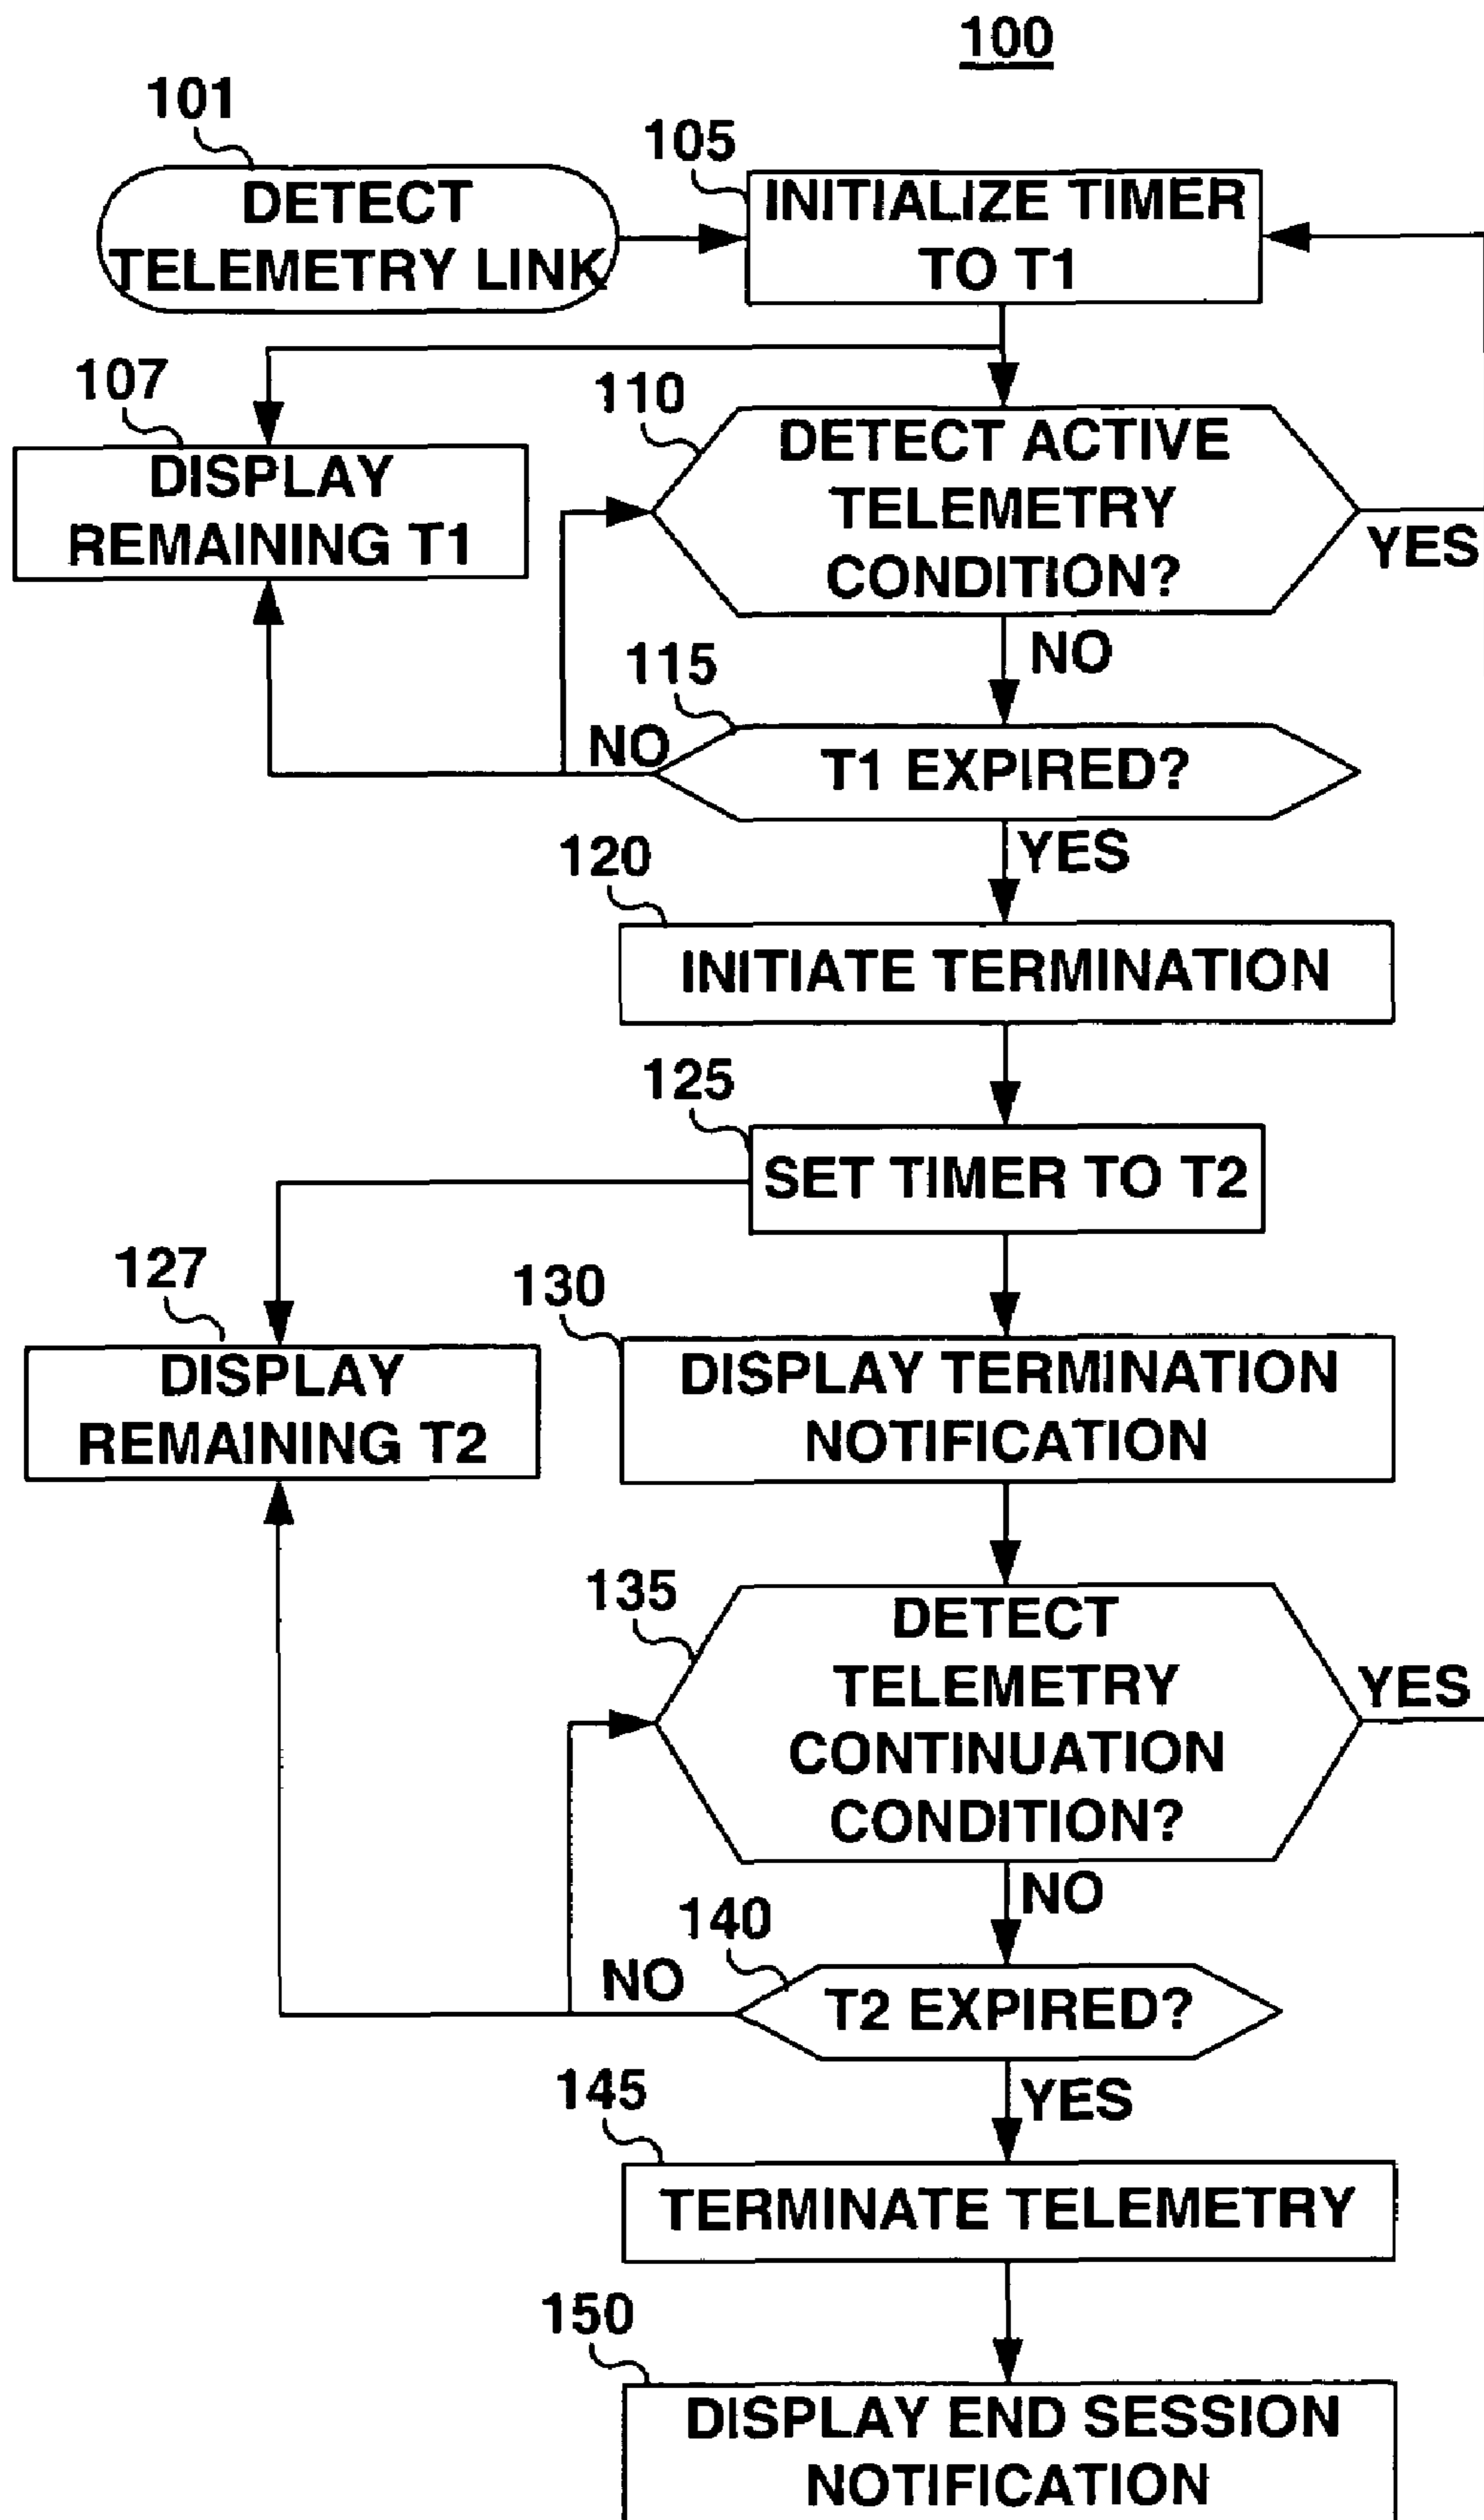 100
101
DETECT
TELEMETRY LINK
105
INITIALIZE TIMER
TO T1
107
DISPLAY
REMAINING T1
110
DETECT ACTIVE
TELEMETRY
CONDITION?
YES
NO
115
T1 EXPIRED?
NO
YES
120
INITIATE TERMINATION
125
SET TIMER TO T2
127
DISPLAY
REMAINING T2
130
DISPLAY TERMINATION
NOTIFICATION
135
DETECT
TELEMETRY
CONTINUATION
CONDITION?
YES
NO
140
T2 EXPIRED?
NO
YES
145
TERMINATE TELEMETRY
150
DISPLAY END SESSION
NOTIFICATION